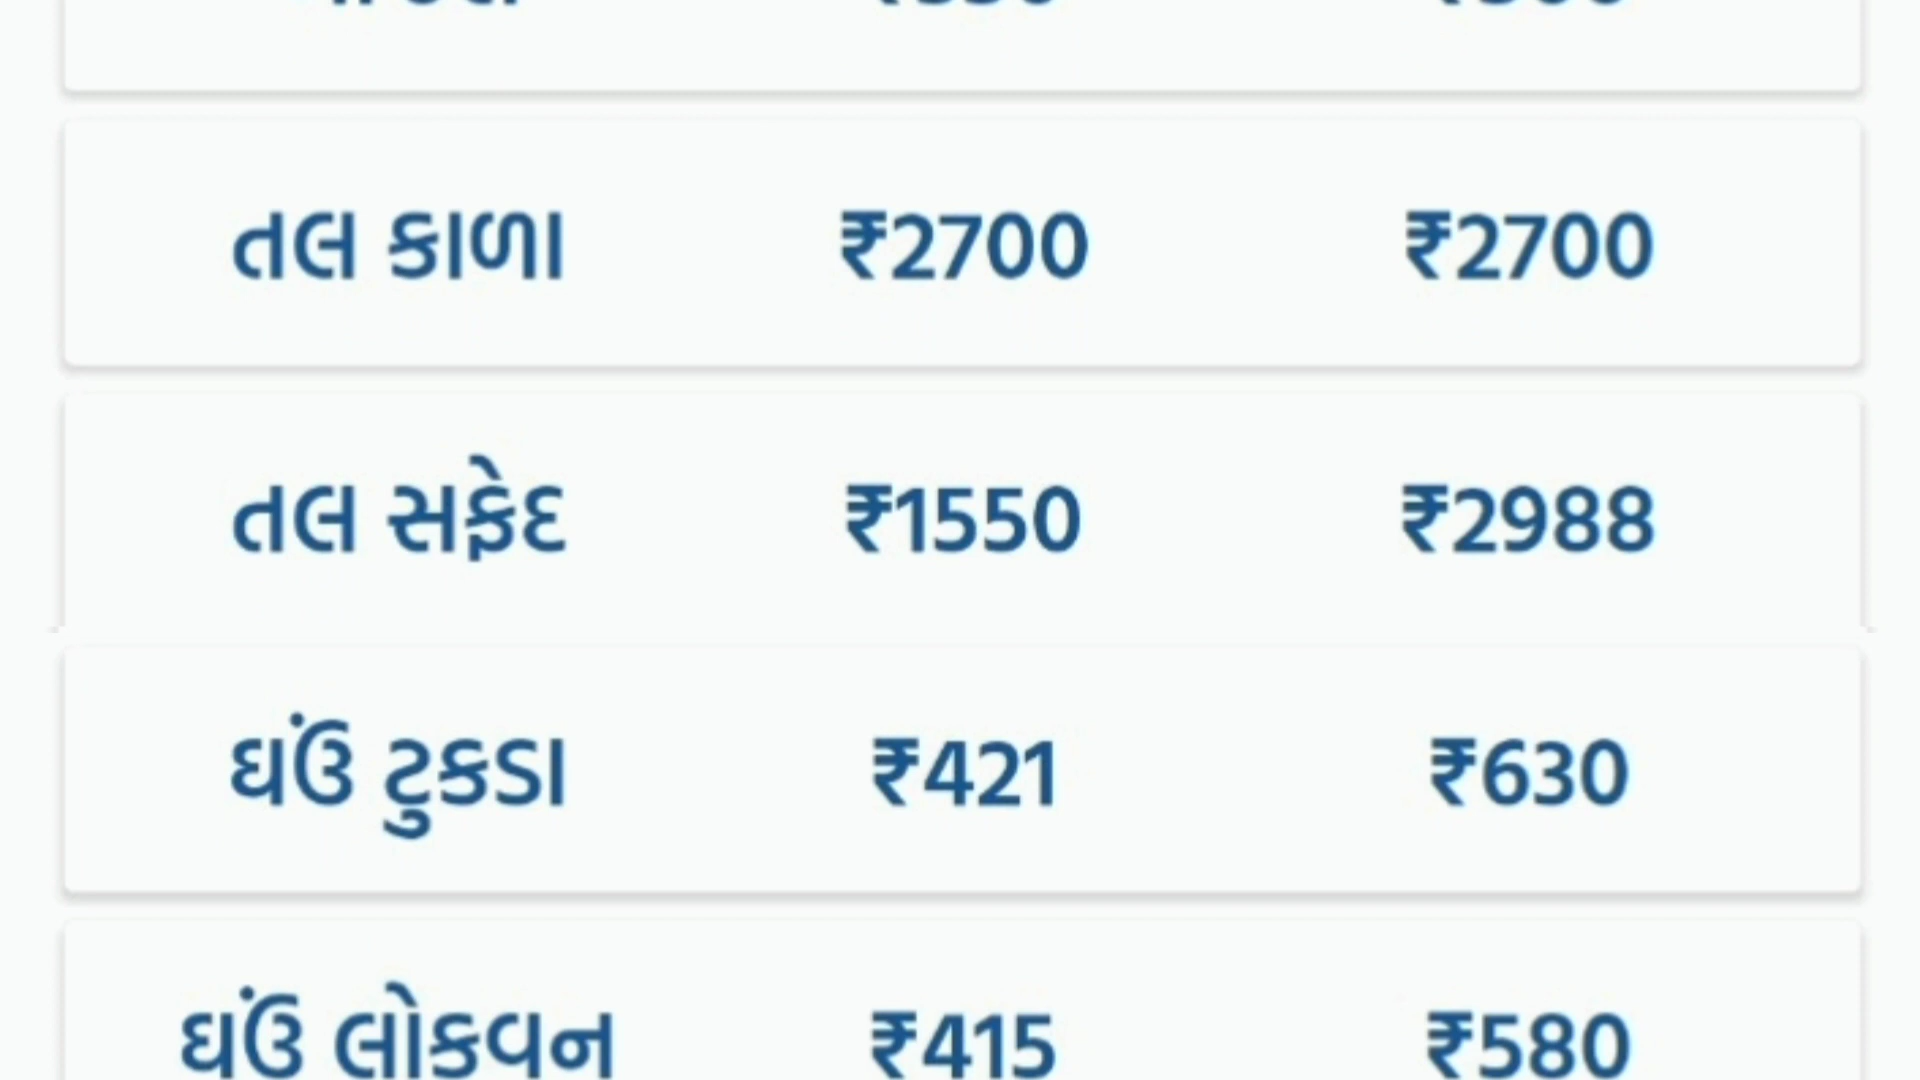 તલ કાળા ₹2700 ₹2700
તલ સફેદ ₹1550 ₹2988
ઘઉં ટુકડા ₹421 ₹630
ઘઉં લોકવન ₹415 ₹580